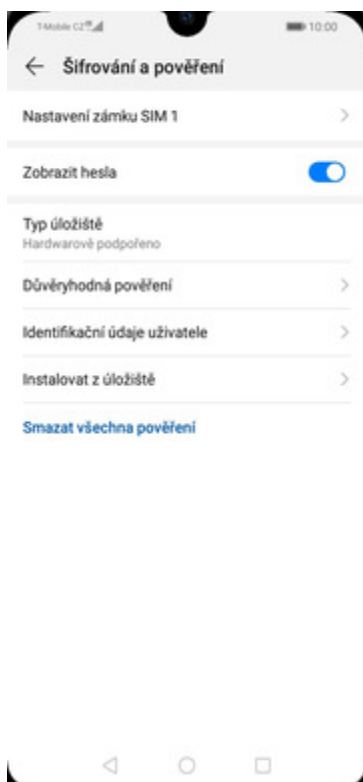 T-Mobile CZ
10:00
Šifrování a pověření
Nastavení zámku SIM 1
Zobrazit hesla
Typ úložiště
Hardwarově podpořeno
Důvěryhodná pověření
Identifikační údaje uživatele
Instalovat z úložiště
Smazat všechna pověření